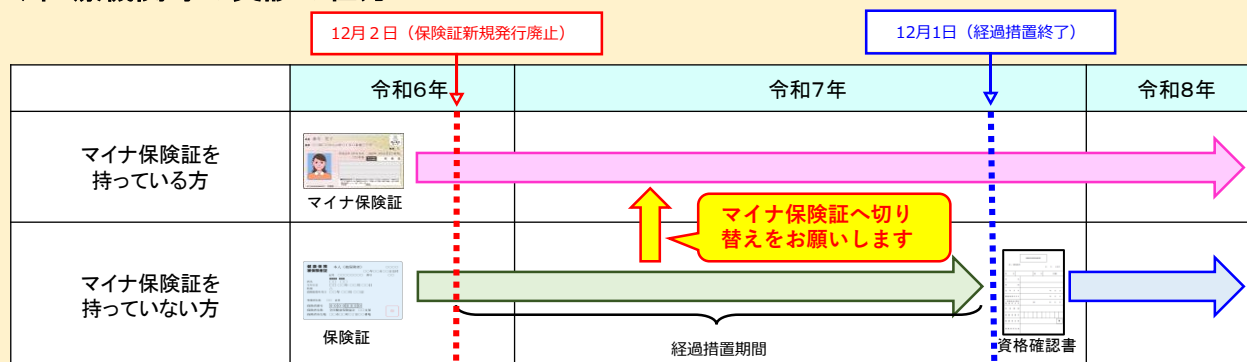 12月２日（保険証新規発行廃止）
12月1日（経過措置終了）
令和6年
令和7年
令和8年
マイナ保険証を
持っている方
マイナ保険証
マイナ保険証へ切り
替えをお願いします
マイナ保険証を
持っていない方
保険証
経過措置期間
資格確認書